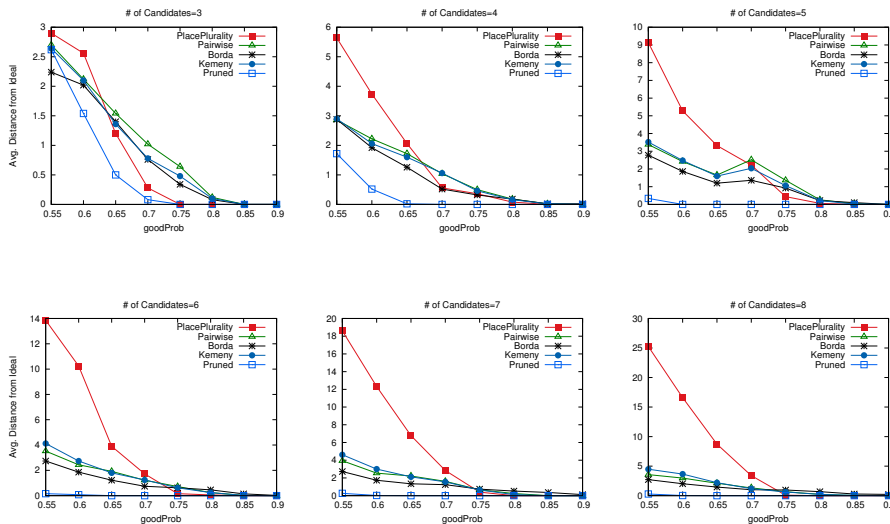 # of Candidates=3
3
2.5
2
1.5
1
0.5
0
Avg. Distance from Ideal
PlacePlurality
Pairwise
Borda
Kemeny
Pruned
0.55 0.6 0.65 0.7 0.75 0.8 0.85 0.9
goodProb
# of Candidates=4
6
5
4
3
2
1
0
PlacePlurality
Pairwise
Borda
Kemeny
Pruned
0.55 0.6 0.65 0.7 0.75 0.8 0.85 0.9
goodProb
# of Candidates=5
10
9
8
7
6
5
4
3
2
1
0
PlacePlurality
Pairwise
Borda
Kemeny
Pruned
0.55 0.6 0.65 0.7 0.75 0.8 0.85 0.
goodProb
# of Candidates=6
14
12
10
8
6
4
2
0
Avg. Distance from Ideal
PlacePlurality
Pairwise
Borda
Kemeny
Pruned
0.55 0.6 0.65 0.7 0.75 0.8 0.85 0.9
goodProb
# of Candidates=7
20
18
16
14
12
10
8
6
4
2
0
PlacePlurality
Pairwise
Borda
Kemeny
Pruned
0.55 0.6 0.65 0.7 0.75 0.8 0.85 0.9
goodProb
# of Candidates=8
30
25
20
15
10
5
0
PlacePlurality
Pairwise
Borda
Kemeny
Pruned
0.55 0.6 0.65 0.7 0.75 0.8 0.85 0.
goodProb